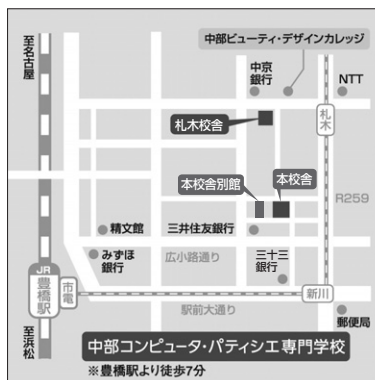 至名古屋
中部ビューティ・デザインカレッジ
中京
銀行
NTT
札木校舎
札木
本校舎別館
本校舎
R259
精文館
三井住友銀行
みずほ
銀行
広小路通り
三十三
銀行
JR
豊橋駅
市電
新川
駅前大通り
郵便局
至浜松
中部コンピュータ・パティシエ専門学校
※豊橋駅より徒歩7分